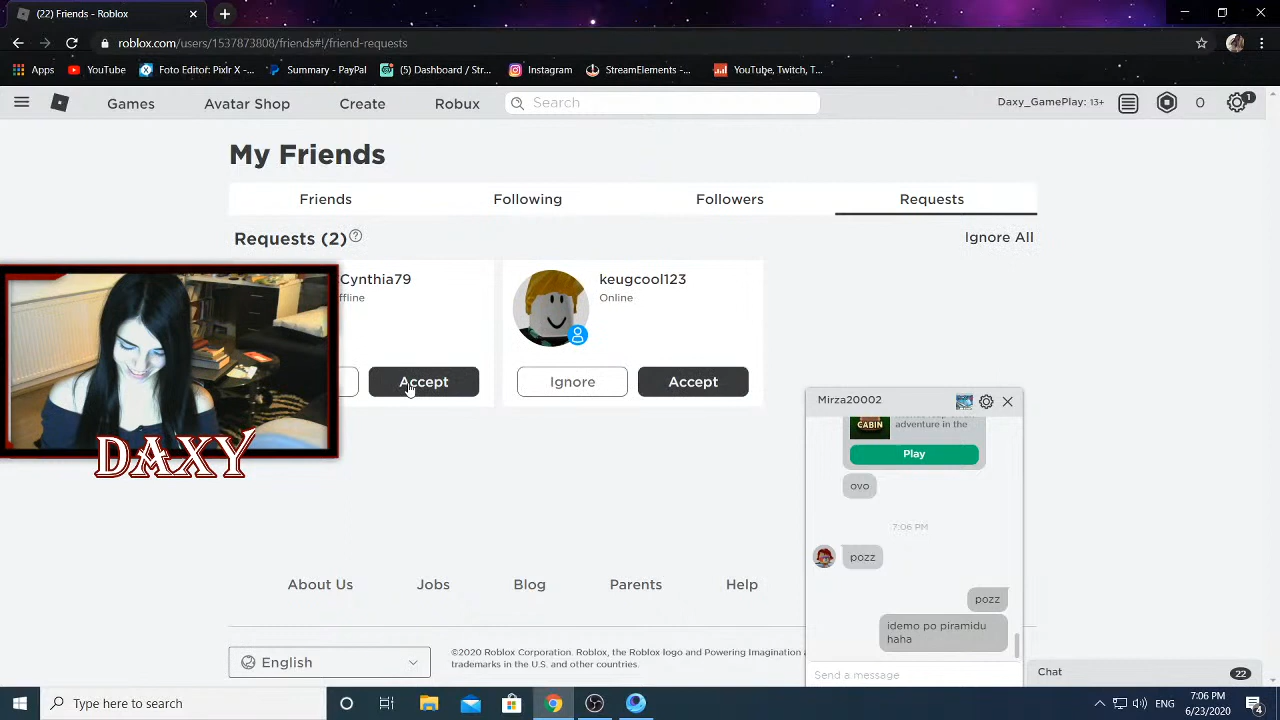 (22) Friends - Roblox
roblox.com/users/1537873808/friends#!/friend-requests
Apps
YouTube
Foto Editor: Pixlr X -...
Summary - PayPal
(5) Dashboard / Str...
Instagram
StreamElements - ...
YouTube, Twitch, T...
Games
Avatar Shop
Create
Robux
Search
Daxy_GamePlay: 13+
0
1
My Friends
Friends
Following
Followers
Requests
Requests (2)
Ignore All
Cynthia79
ffline
Accept
keugcool123
Online
Ignore
Accept
DAXY
Mirza20002
CABIN
adventure in the
Play
ovo
7:06 PM
pozz
pozz
idemo po piramidu
haha
Send a message
Chat
22
About Us
Jobs
Blog
Parents
Help
English
©2020 Roblox Corporation. Roblox, the Roblox logo and Powering Imagination a
trademarks in the U.S. and other countries.
Type here to search
7:06 PM
6/23/2020
4